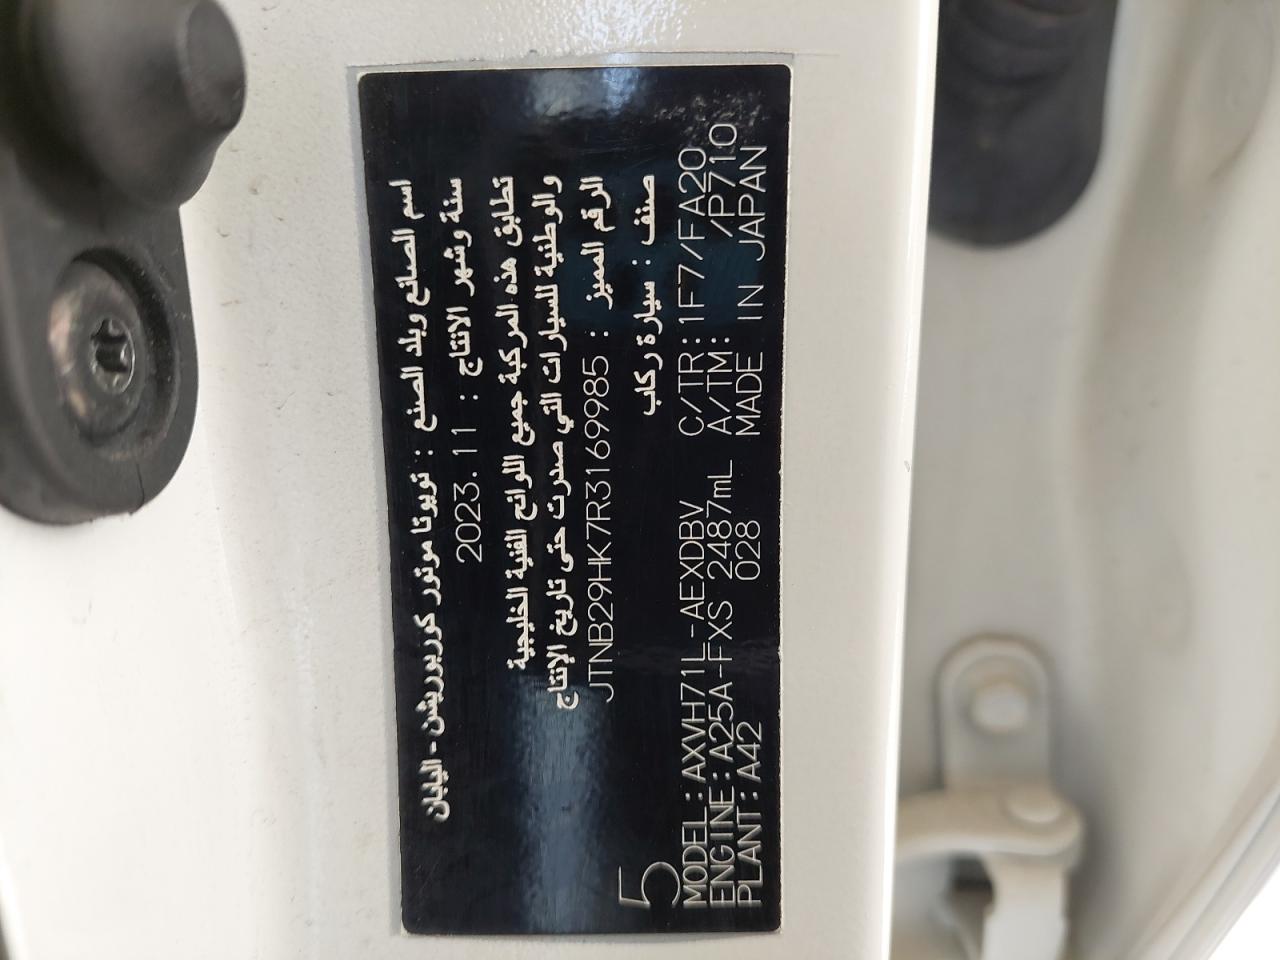 اسم الصانع وبلد الصنع : تويوتا موتور كوربوريشن - اليابان
سنة وشهر الانتاج : 2023.11
تطابق هذه المركبة جميع اللوائح الفنية الخليجية
والوطنية للسيارات التي صدرت حتى تاريخ الإنتاج
الرقم المميز : JTNB29HK7R3169985
صنف : سيارة ركاب
5
MODEL:AXVH71L-AEXDBV C/TR:1F7/FA20
ENGINE:A25A-FXS 2487mL A/TM: /P710
PLANT:A42 028 MADE IN JAPAN